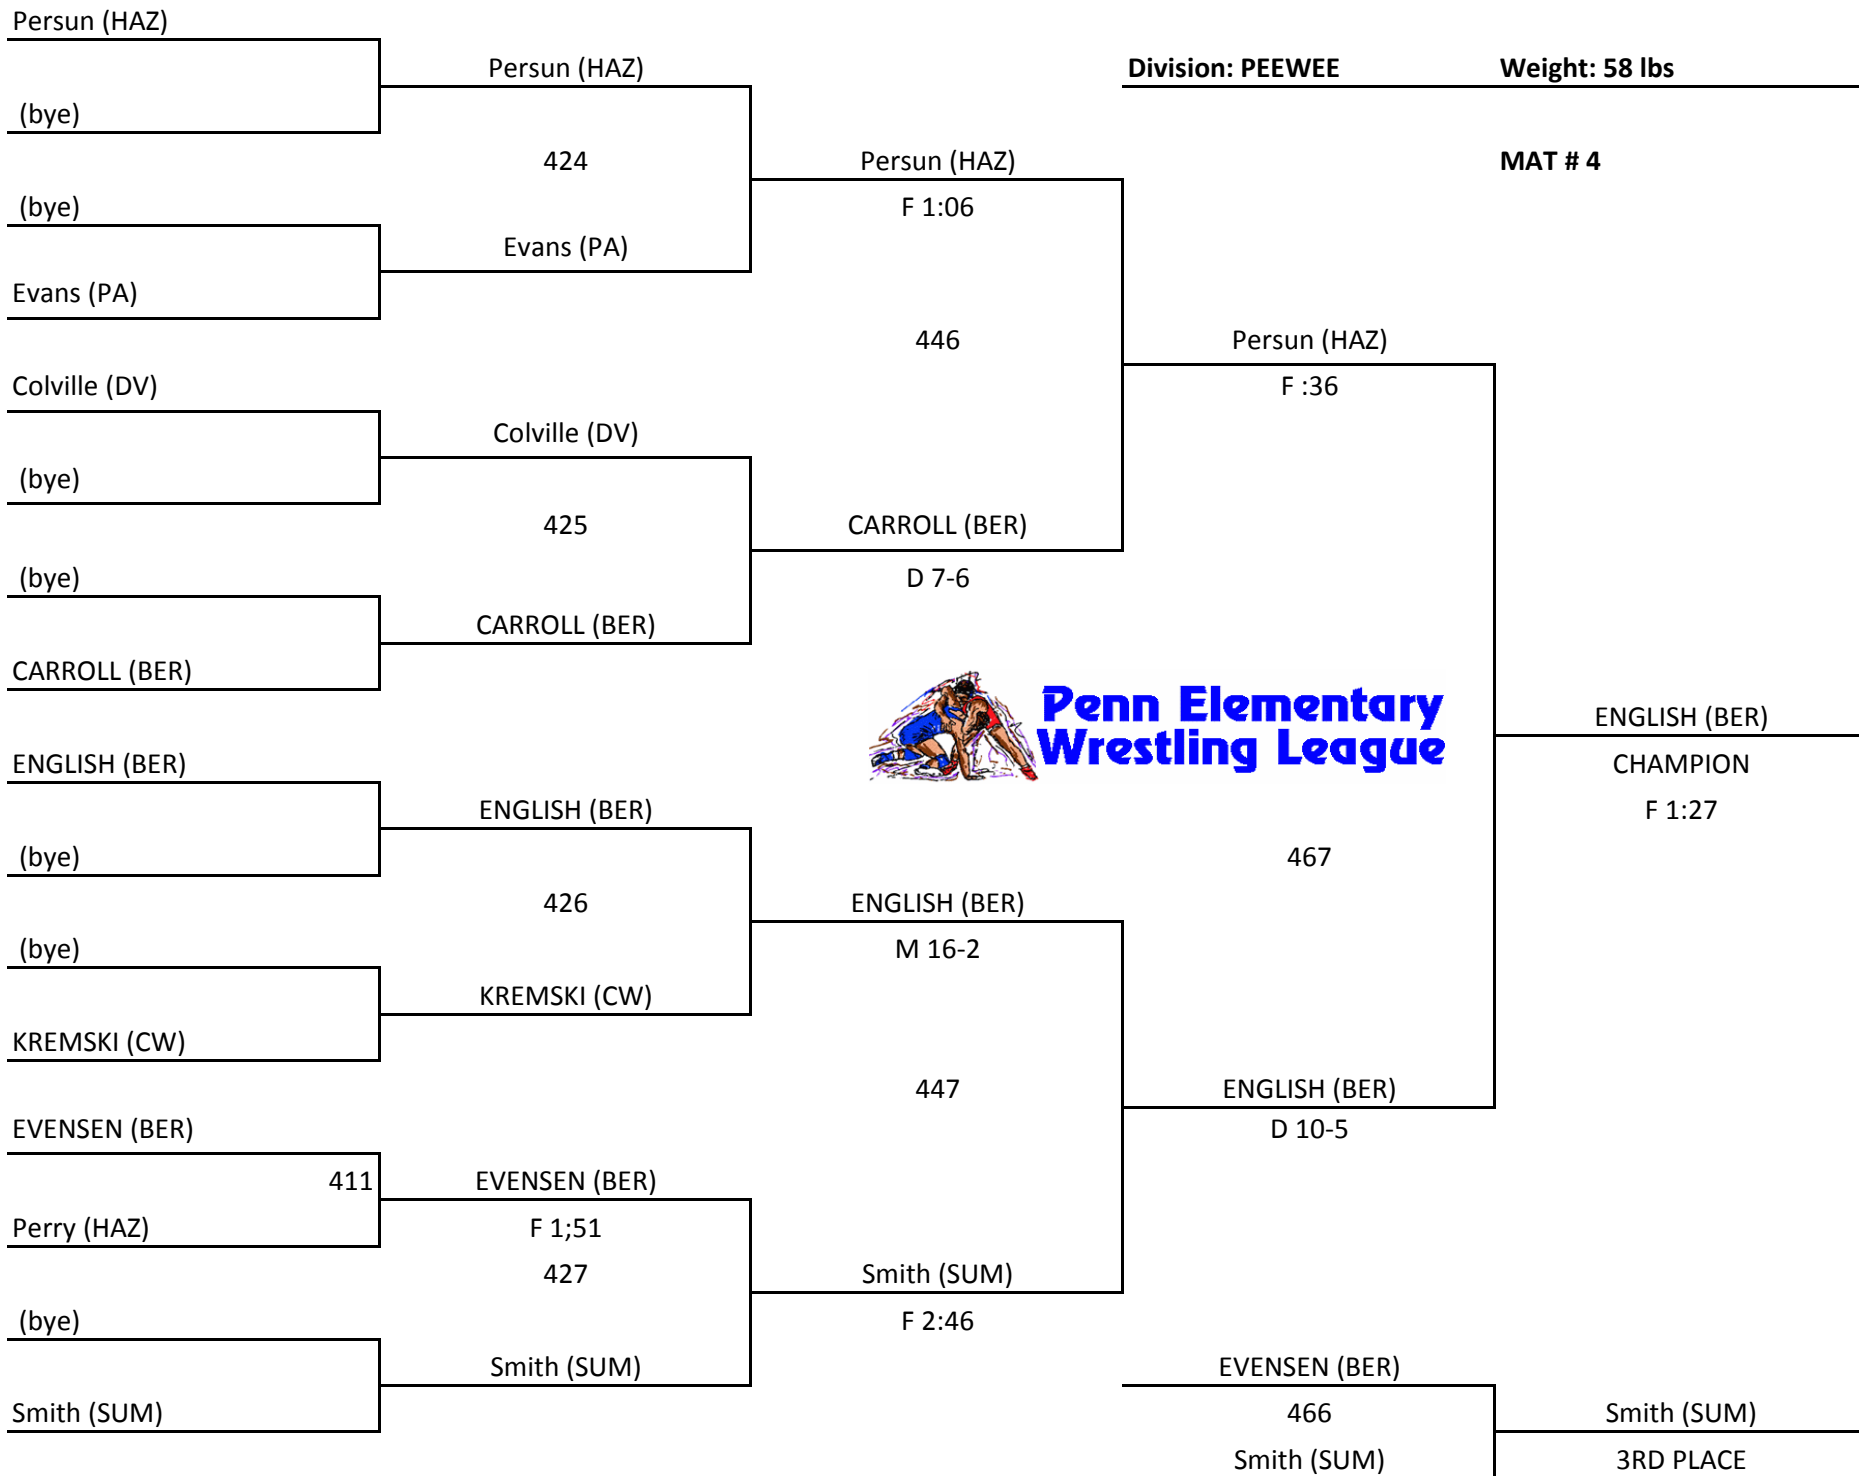 Persun (HAZ)
Persun (HAZ)
Division: PEEWEE Weight: 58 lbs
(bye)
424
Persun (HAZ)
MAT # 4
(bye)
F 1:06
Evans (PA)
Evans (PA)
446
Persun (HAZ)
Colville (DV)
F :36
Colville (DV)
(bye)
425
CARROLL (BER)
(bye)
D 7-6
CARROLL (BER)
CARROLL (BER)
Penn Elementary
Wrestling League
ENGLISH (BER)
ENGLISH (BER)
CHAMPION
ENGLISH (BER)
F 1:27
(bye)
467
426
ENGLISH (BER)
(bye)
M 16-2
KREMSKI (CW)
KREMSKI (CW)
447
ENGLISH (BER)
EVENSEN (BER)
D 10-5
411
EVENSEN (BER)
Perry (HAZ)
F 1;51
427
Smith (SUM)
(bye)
F 2:46
Smith (SUM)
EVENSEN (BER)
Smith (SUM)
466
Smith (SUM)
Smith (SUM)
3RD PLACE